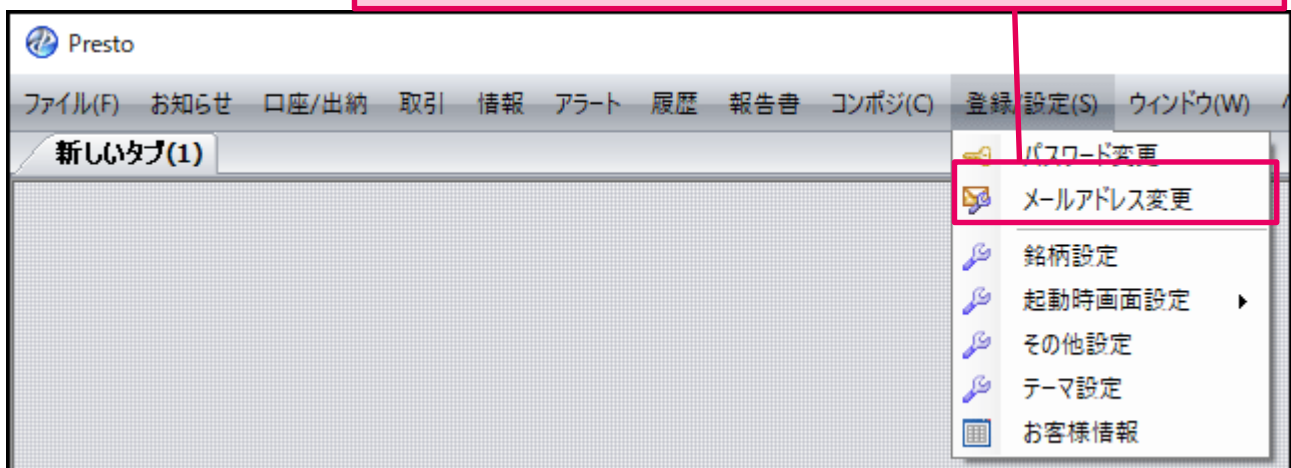 Presto
ファイル(F) お知らせ 口座/出納 取引 情報 アラート 履歴 報告書 コンポジ(C) 登録/設定(S) ウィンドウ(W)
新しいタブ(1)
パスワード変更
メールアドレス変更
銘柄設定
起動時画面設定
その他設定
テーマ設定
お客様情報